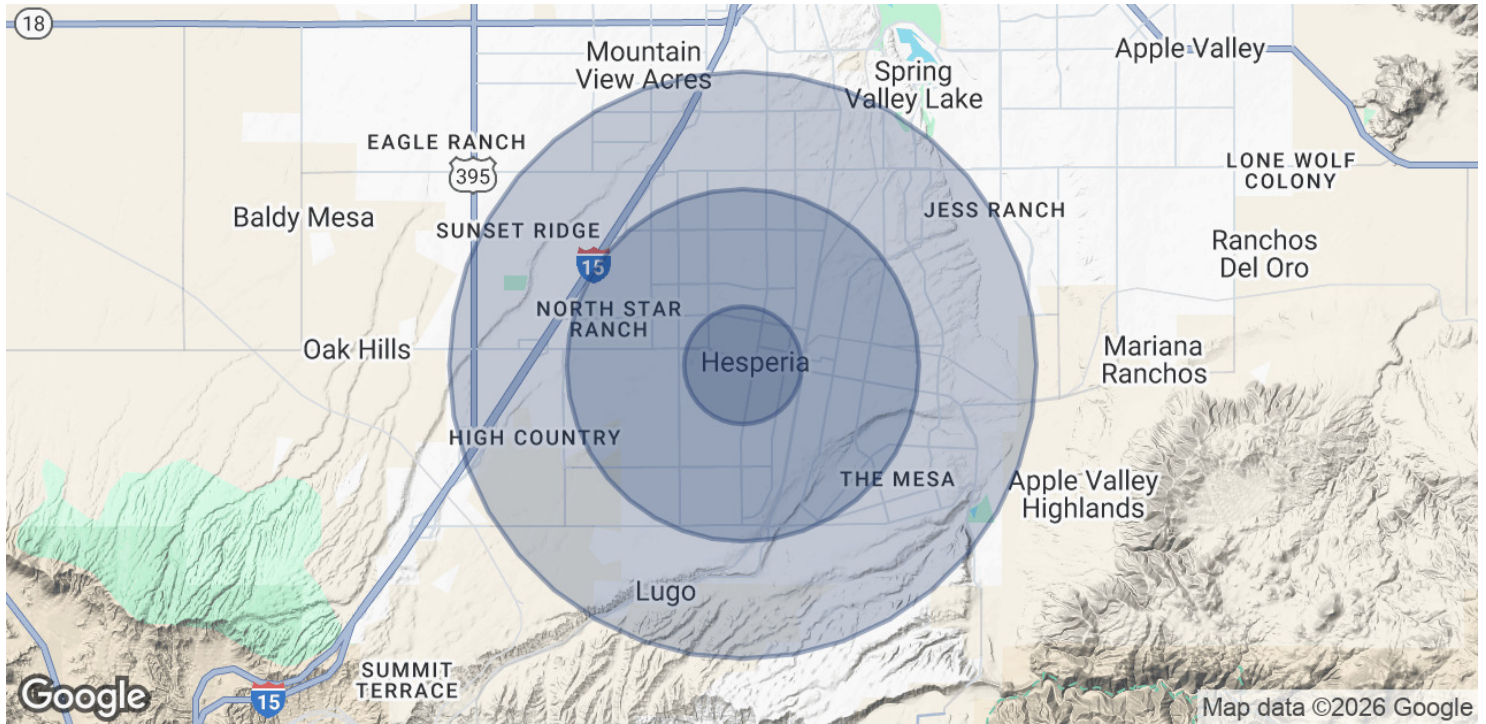 18
Mountain
View Acres
Apple Valley
Spring
Valley Lake
EAGLE RANCH
395
LONE WOLF
COLONY
Baldy Mesa
JESS RANCH
SUNSET RIDGE
Ranchos
Del Oro
15
NORTH STAR
RANCH
Oak Hills
Hesperia
Mariana
Ranchos
HIGH COUNTRY
THE MESA
Apple Valley
Highlands
Lugo
SUMMIT
TERRACE
Google
15
Map data ©2026 Google